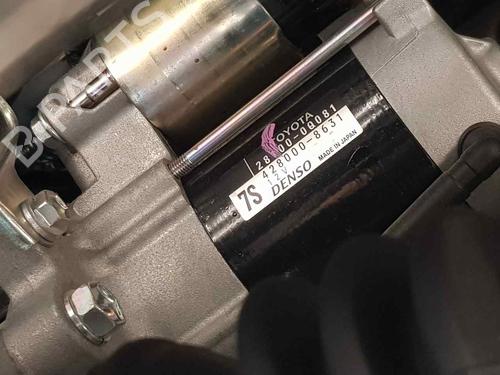 TOYOTA
28100-0Q081
428000-8631
12V
7S DENSO MADE IN JAPAN
B-PARTS